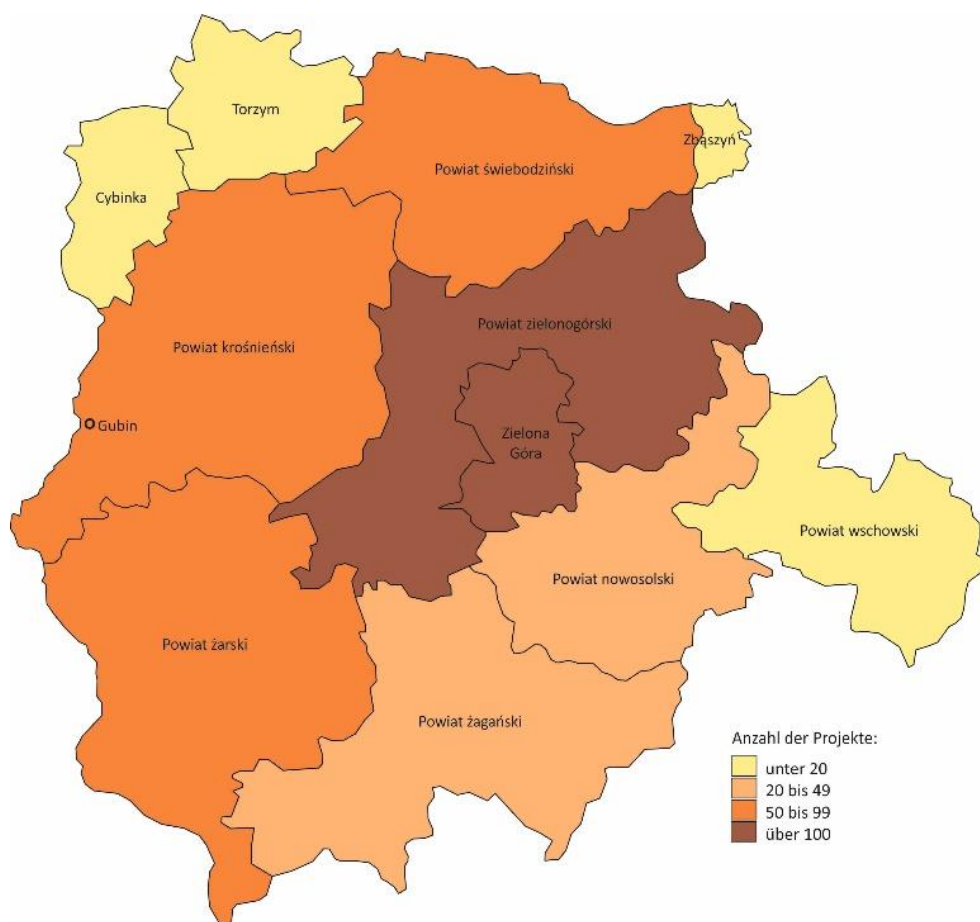 Torzym
Zbąszyń
Powiat świebodziński
Cybinka
Powiat zielonogórski
Powiat krośnieński
Gubin
Zielona
Góra
Powiat wschowski
Powiat nowosolski
Powiat żarski
Powiat żagański
Anzahl der Projekte:
unter 20
20 bis 49
50 bis 99
über 100